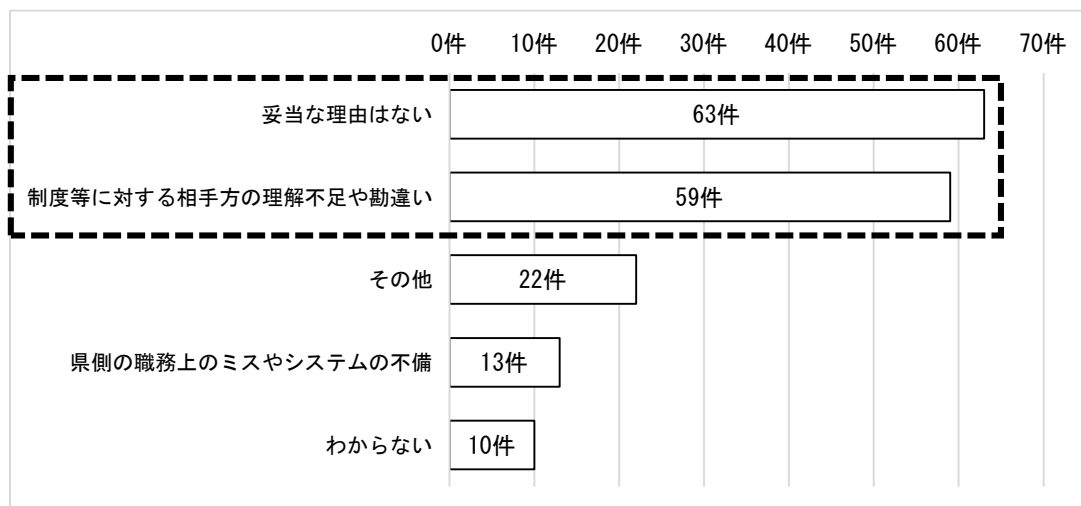 0件 10件 20件 30件 40件 50件 60件 70件
妥当な理由はない 63件
制度等に対する相手方の理解不足や勘違い 59件
その他 22件
県側の職務上のミスやシステムの不備 13件
わからない 10件